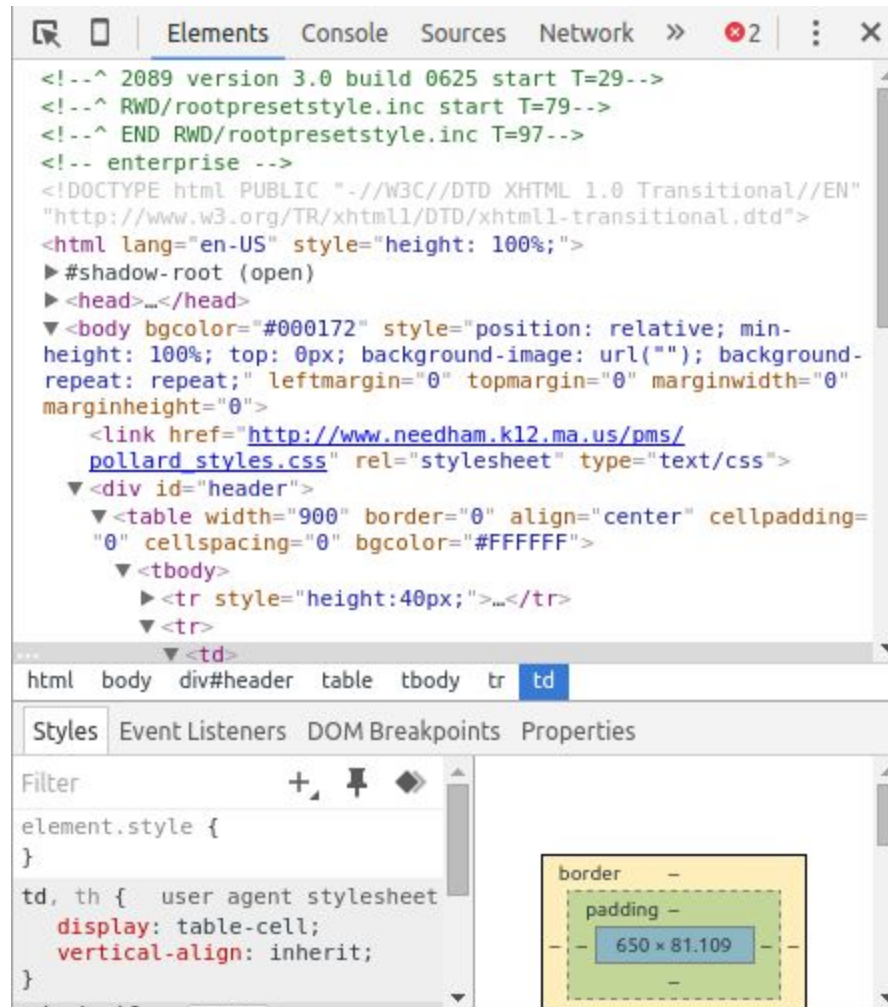 Elements Console Sources Network » 2
<!--^ 2089 version 3.0 build 0625 start T=29-->
<!--^ RWD/rootpresetstyle.inc start T=79-->
<!--^ END RWD/rootpresetstyle.inc T=97-->
<!-- enterprise -->
<!DOCTYPE html PUBLIC "-//W3C//DTD XHTML 1.0 Transitional//EN"
"http://www.w3.org/TR/xhtml1/DTD/xhtml1-transitional.dtd">
<html lang="en-US" style="height: 100%;">
▶#shadow-root (open)
▶<head>…</head>
▼<body bgcolor="#000172" style="position: relative; min-
height: 100%; top: 0px; background-image: url(""); background-
repeat: repeat;" leftmargin="0" topmargin="0" marginwidth="0"
marginheight="0">
<link href="http://www.needham.k12.ma.us/pms/
pollard_styles.css" rel="stylesheet" type="text/css">
▼<div id="header">
▼<table width="900" border="0" align="center" cellpadding=
"0" cellspacing="0" bgcolor="#FFFFFF">
▼<tbody>
▶<tr style="height:40px;">…</tr>
▼<tr>
… ▼<td>
html body div#header table tbody tr td
Styles Event Listeners DOM Breakpoints Properties
Filter
element.style {
}
td, th { user agent stylesheet
display: table-cell;
vertical-align: inherit;
}
border –
padding –
– – 650 × 81.109 – –
–